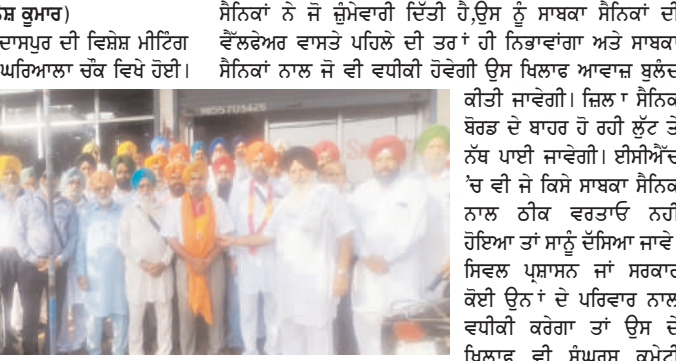 ਸ਼ ਕੁਮਾਰ)
ਦਾਸਪੁਰ ਦੀ ਵਿਸ਼ੇਸ਼ ਮੀਟਿੰਗ
ਘਰਿਆਲਾ ਚੌਕ ਵਿਖੇ ਹੋਈ।
ਸੈਨਿਕਾਂ ਨੇ ਜੋ ਜ਼ੁੰਮੇਵਾਰੀ ਦਿੱਤੀ ਹੈ,ਉਸ ਨੂੰ ਸਾਬਕਾ ਸੈਨਿਕਾਂ ਦੀ
ਵੈੱਲਫੇਅਰ ਵਾਸਤੇ ਪਹਿਲੇ ਦੀ ਤਰ ਾਂ ਹੀ ਨਿਭਾਵਾਂਗਾ ਅਤੇ ਸਾਬਕਾ
ਸੈਨਿਕਾਂ ਨਾਲ ਜੋ ਵੀ ਵਧੀਕੀ ਹੋਵੇਗੀ ਉਸ ਖਿਲਾਫ ਆਵਾਜ਼ ਬੁਲੰਦ
ਕੀਤੀ ਜਾਵੇਗੀ। ਜ਼ਿਲ ਾ ਸੈਨਿਕ
ਬੋਰਡ ਦੇ ਬਾਹਰ ਹੋ ਰਹੀ ਲੁੱਟ ਤੇ
ਨੱਥ ਪਾਈ ਜਾਵੇਗੀ। ਈਸੀਐੱਚ
'ਚ ਵੀ ਜੇ ਕਿਸੇ ਸਾਬਕਾ ਸੈਨਿਕ
ਨਾਲ ਠੀਕ ਵਰਤਾਓ ਨਹੀਂ
ਹੋਇਆ ਤਾਂ ਸਾਨੂੰ ਦੱਸਿਆ ਜਾਵੇ
ਸਿਵਲ ਪ੍ਰਸ਼ਾਸਨ ਜਾਂ ਸਰਕਾਰ
ਕੋਈ ਉਨ ਾਂ ਦੇ ਪਰਿਵਾਰ ਨਾਲ
ਵਧੀਕੀ ਕਰੇਗਾ ਤਾਂ ਉਸ ਦੇ
ਖਿਲਾਫ ਵੀ ਸੰਘਰਸ਼ ਕਮੇਟੀ